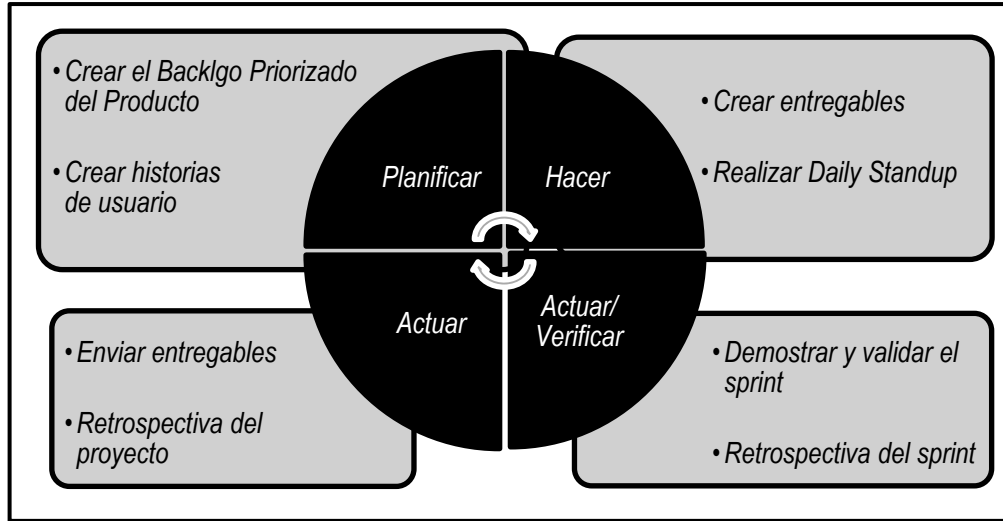 • Crear el Backlgo Priorizado
del Producto
• Crear historias
de usuario
Planificar
Hacer
• Crear entregables
• Realizar Daily Standup
• Enviar entregables
• Retrospectiva del
proyecto
Actuar
Actuar/
Verificar
• Demostrar y validar el
sprint
• Retrospectiva del sprint